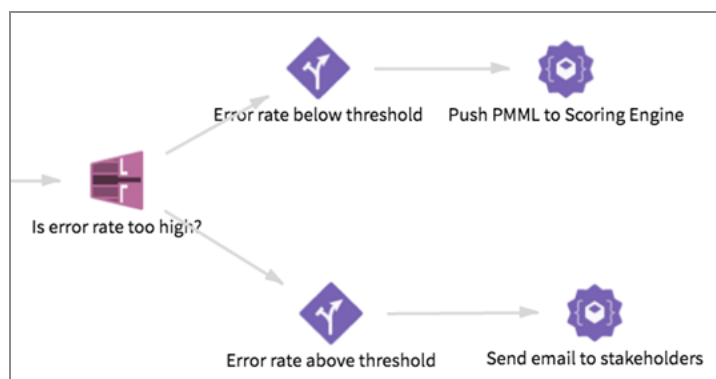 Error rate below threshold
Push PMML to Scoring Engine
Is error rate too high?
Error rate above threshold
Send email to stakeholders